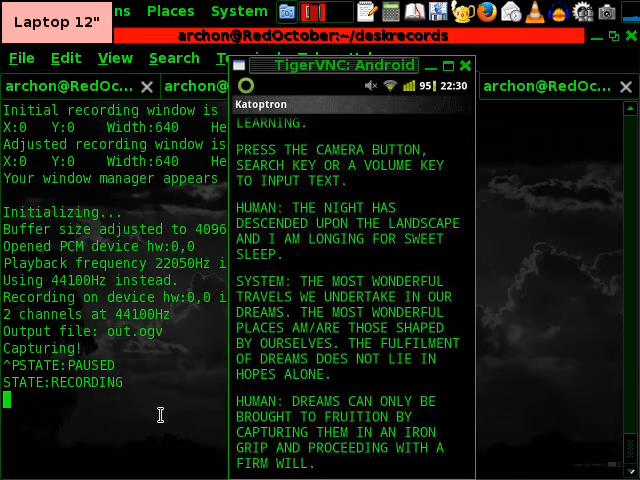 Laptop 12"
Places System
archon@RedOctober:~/deskrecords
File Edit View Search
TigerVNC: Android
archon@RedOc...
archon@RedOc...
95 22:30
Katoptron
Initial recording window is
X:0 Y:0 Width:640 He
Adjusted recording window is
X:0 Y:0 Width:640 He
Your window manager appears
Initializing...
Buffer size adjusted to 4096
Opened PCM device hw:0,0
Playback frequency 22050Hz i
Using 44100Hz instead.
Recording on device hw:0,0 i
2 channels at 44100Hz
Output file: out.ogv
Capturing!
^PSTATE:PAUSED
STATE:RECORDING
LEARNING.
PRESS THE CAMERA BUTTON,
SEARCH KEY OR A VOLUME KEY
TO INPUT TEXT.
HUMAN: THE NIGHT HAS
DESCENDED UPON THE LANDSCAPE
AND I AM LONGING FOR SWEET
SLEEP.
SYSTEM: THE MOST WONDERFUL
TRAVELS WE UNDERTAKE IN OUR
DREAMS. THE MOST WONDERFUL
PLACES AM/ARE THOSE SHAPED
BY OURSELVES. THE FULFILMENT
OF DREAMS DOES NOT LIE IN
HOPES ALONE.
HUMAN: DREAMS CAN ONLY BE
BROUGHT TO FRUITION BY
CAPTURING THEM IN AN IRON
GRIP AND PROCEEDING WITH A
FIRM WILL.